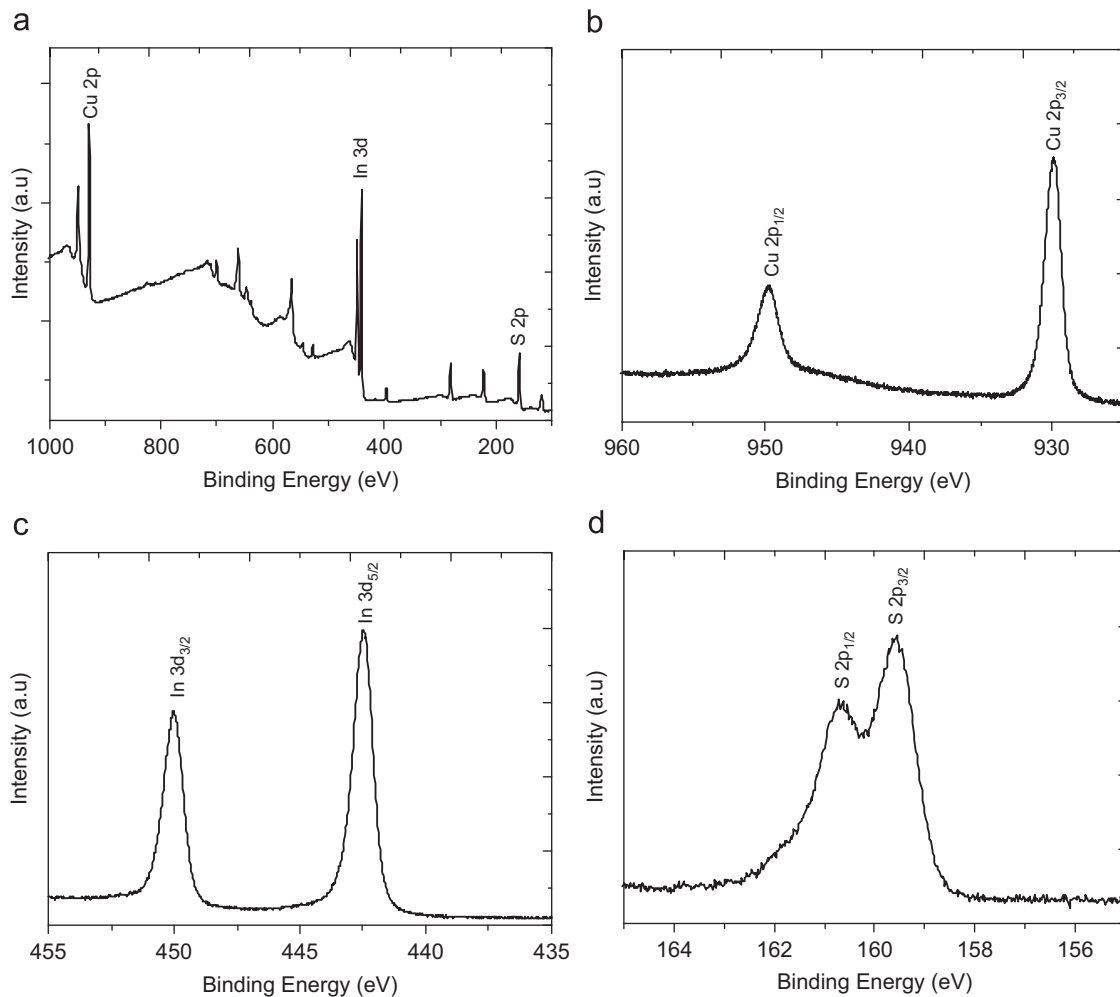 a
Cu 2p
In 3d
S 2p
Intensity (a.u)
1000 800 600 400 200
Binding Energy (eV)
b
Cu 2p1/2
Cu 2p3/2
Intensity (a.u)
960 950 940 930
Binding Energy (eV)
c
In 3d3/2
In 3d5/2
Intensity (a.u)
455 450 445 440 435
Binding Energy (eV)
d
S 2p1/2
S 2p3/2
Intensity (a.u)
164 162 160 158 156
Binding Energy (eV)